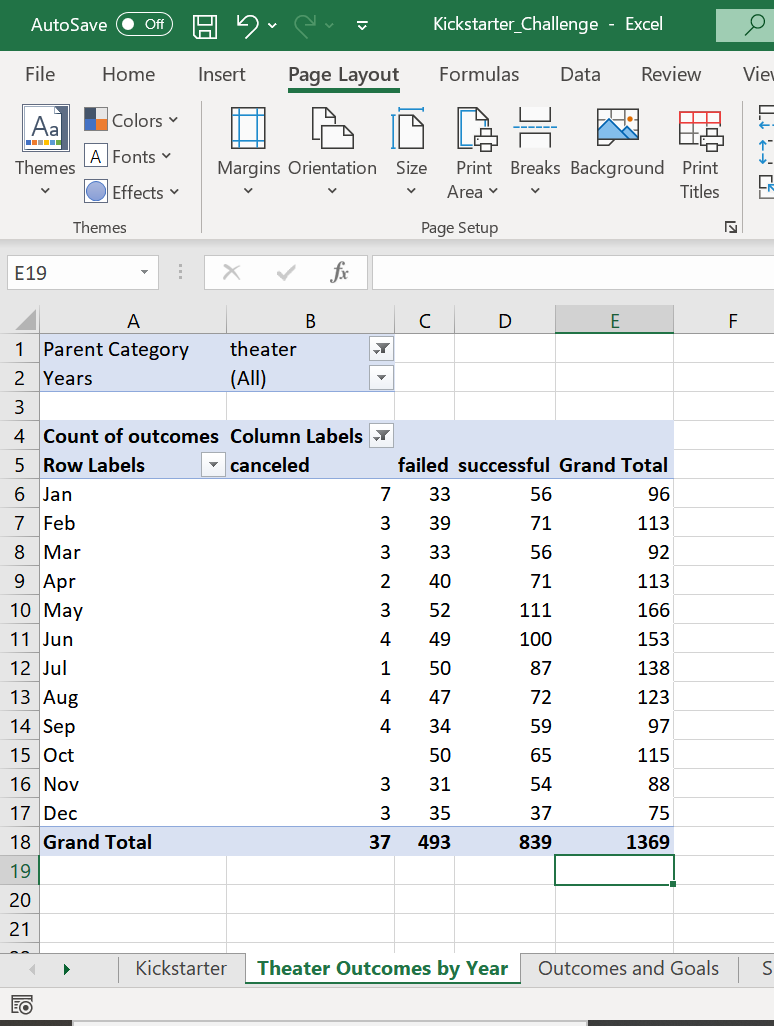 AutoSave Off Kickstarter_Challenge - Excel
File Home Insert Page Layout Formulas Data Review
Aa Colors
A Fonts
Themes Effects Margins Orientation Size Print Area Breaks Background Print Titles
Themes Page Setup
E19 fx
A B C D E F
1 Parent Category theater
2 Years (All)
3
4 Count of outcomes Column Labels
5 Row Labels canceled failed successful Grand Total
6 Jan 7 33 56 96
7 Feb 3 39 71 113
8 Mar 3 33 56 92
9 Apr 2 40 71 113
10 May 3 52 111 166
11 Jun 4 49 100 153
12 Jul 1 50 87 138
13 Aug 4 47 72 123
14 Sep 4 34 59 97
15 Oct 50 65 115
16 Nov 3 31 54 88
17 Dec 3 35 37 75
18 Grand Total 37 493 839 1369
19
20
21
Kickstarter Theater Outcomes by Year Outcomes and Goals